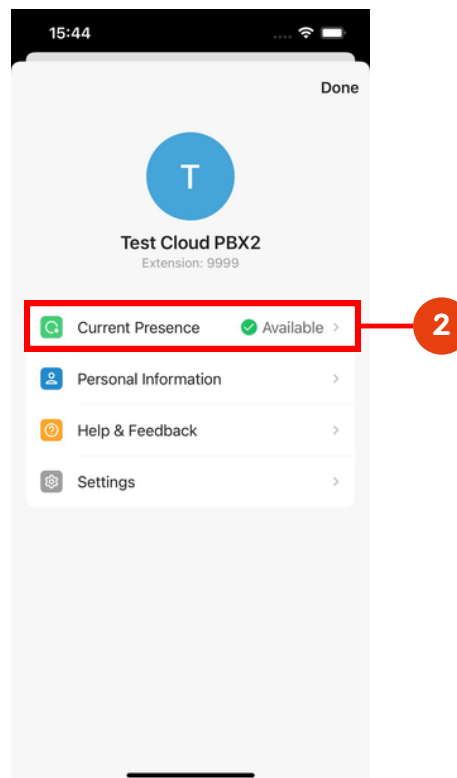 15:44
Done
T
Test Cloud PBX2
Extension: 9999
Current Presence Available
2
Personal Information
Help & Feedback
Settings